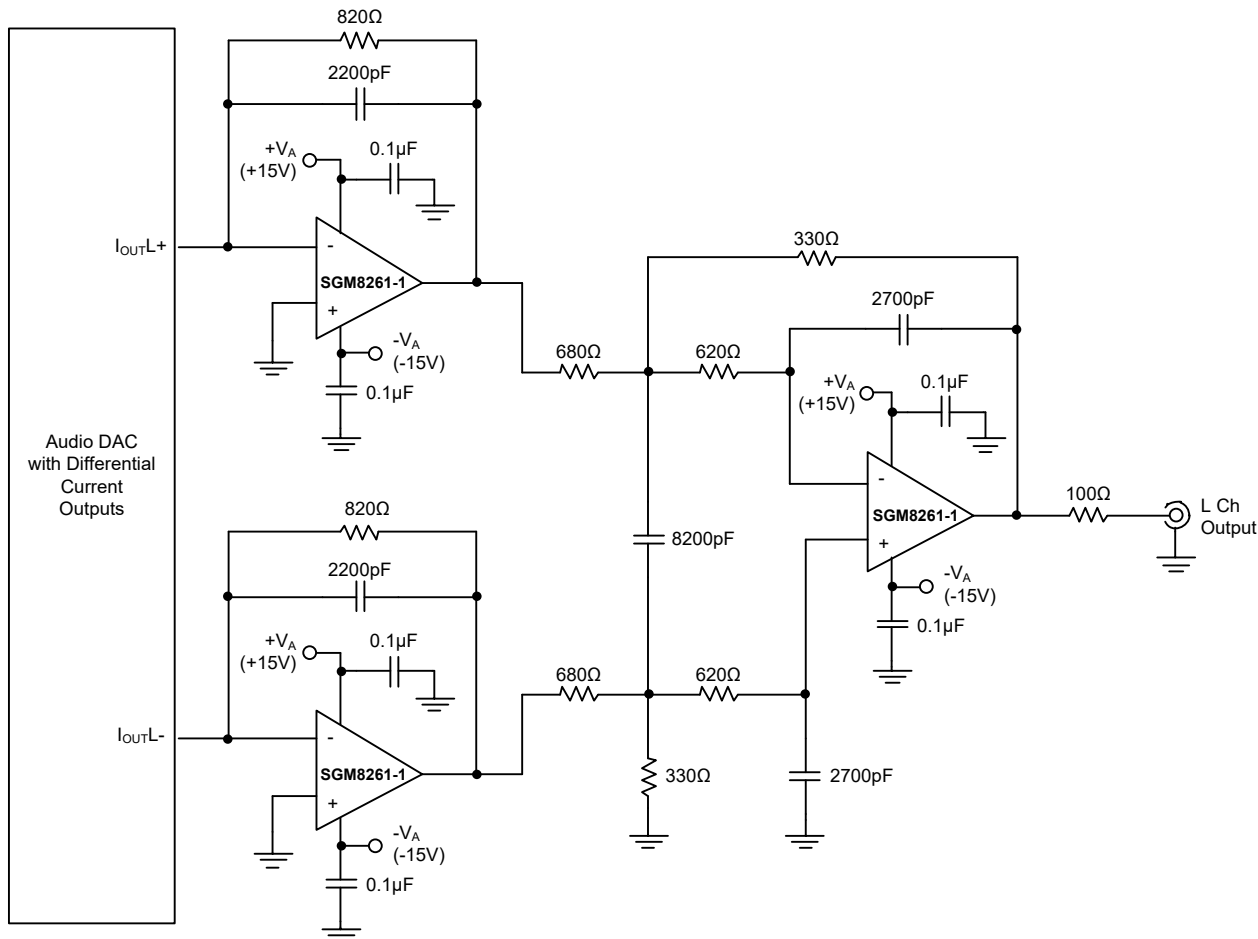 820Ω
2200pF
+VA
(+15V)
0.1µF
IOUTL+
-
SGM8261-1
+
-VA
(-15V)
0.1µF
330Ω
2700pF
680Ω
620Ω
+VA
(+15V)
0.1µF
Audio DAC
with Differential
Current
Outputs
-
SGM8261-1
+
100Ω
L Ch
Output
8200pF
-VA
(-15V)
0.1µF
820Ω
2200pF
+VA
(+15V)
0.1µF
680Ω
620Ω
IOUTL-
-
SGM8261-1
+
330Ω
2700pF
-VA
(-15V)
0.1µF